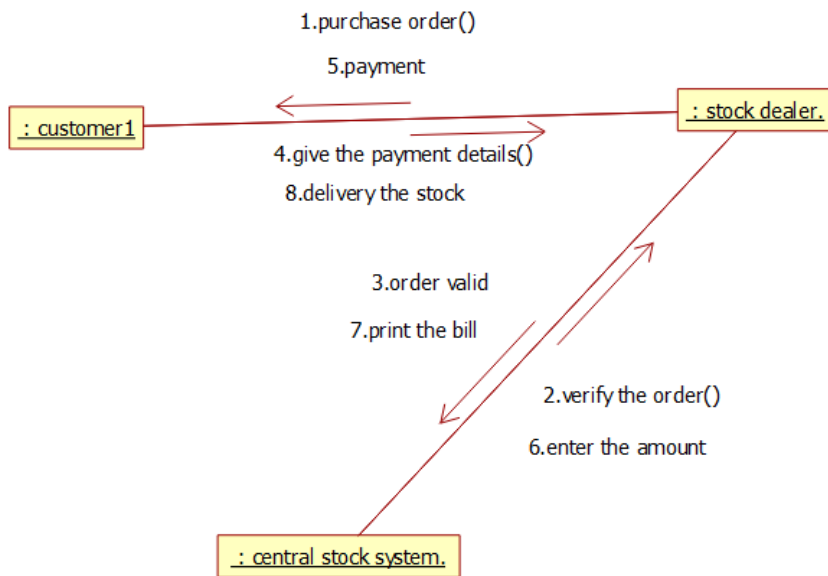 1.purchase order()
5.payment
: customer1
: stock dealer.
4.give the payment details()
8.delivery the stock
3.order valid
7.print the bill
2.verify the order()
6.enter the amount
: central stock system.